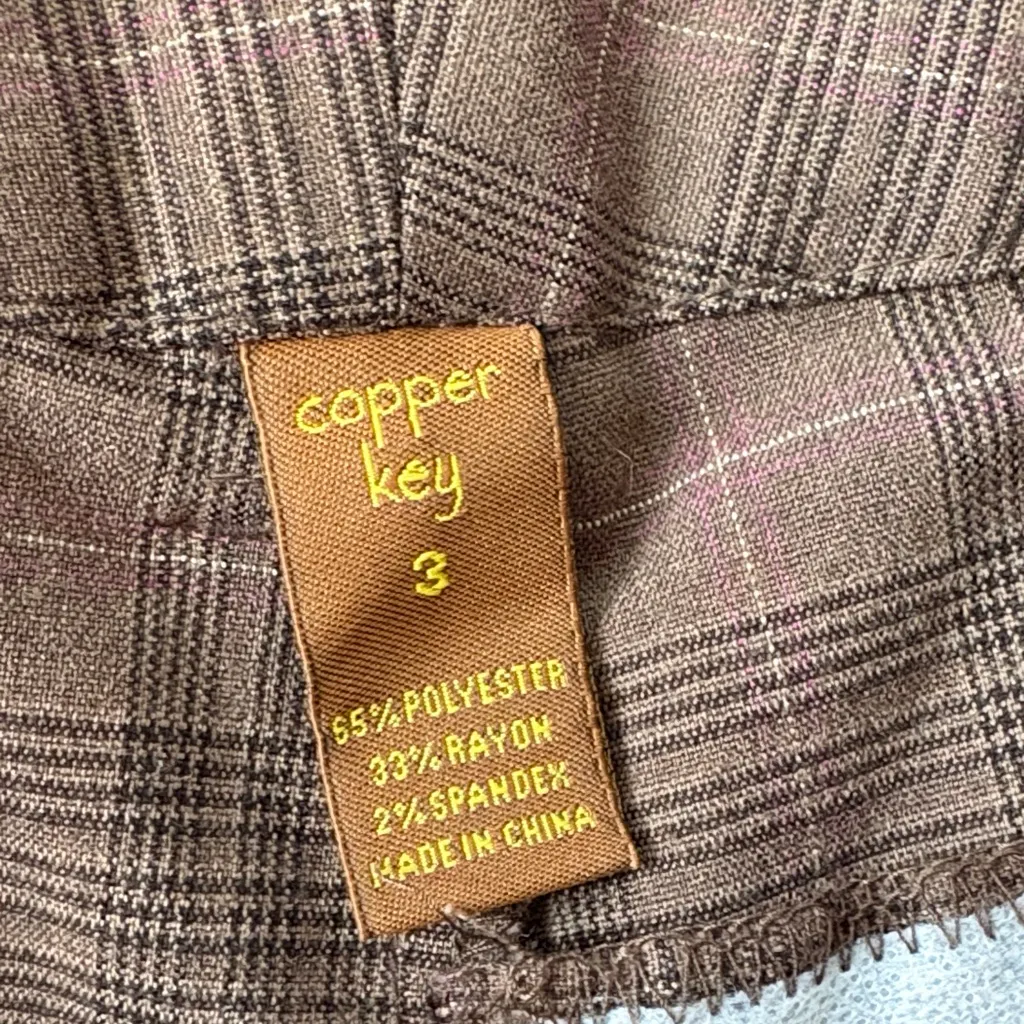 copper
key
3
65% POLYESTER
33% RAYON
2% SPANDEX
MADE IN CHINA